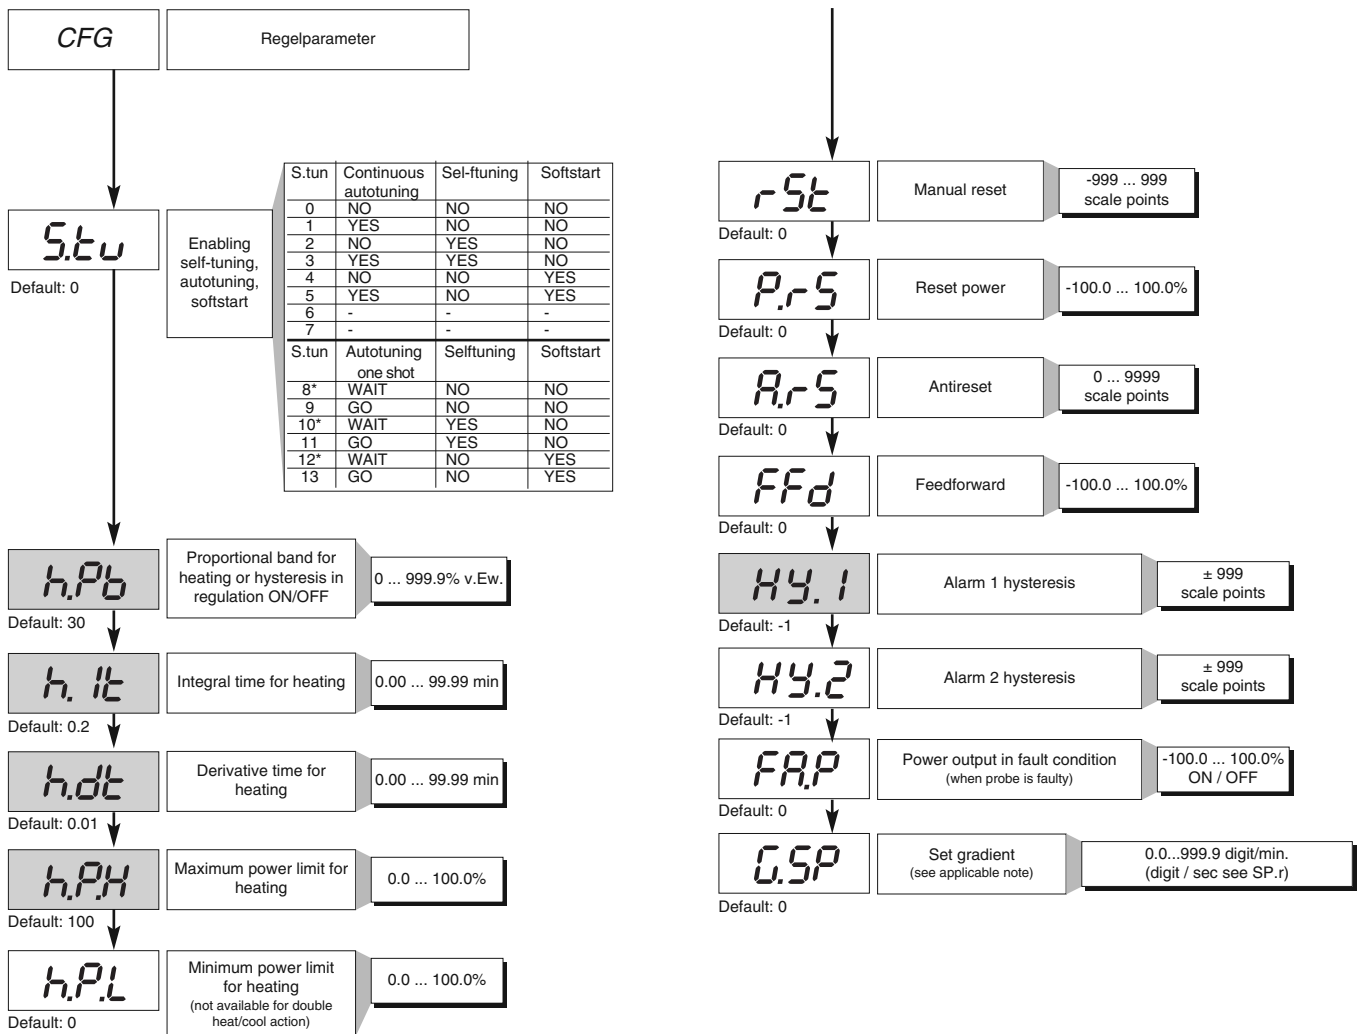 CFG
Regelparameter
S.tu
Default: 0
Enabling
self-tuning,
autotuning,
softstart
S.tun Continuous autotuning Sel-ftuning Softstart
0 NO NO NO
1 YES NO NO
2 NO YES NO
3 YES YES NO
4 NO NO YES
5 YES NO YES
6 - - -
7 - - -
S.tun Autotuning one shot Selftuning Softstart
8* WAIT NO NO
9 GO NO NO
10* WAIT YES NO
11 GO YES NO
12* WAIT NO YES
13 GO NO YES
h.Pb
Default: 30
Proportional band for
heating or hysteresis in
regulation ON/OFF
0 ... 999.9% v.Ew.
h.It
Default: 0.2
Integral time for heating
0.00 ... 99.99 min
h.dt
Default: 0.01
Derivative time for
heating
0.00 ... 99.99 min
h.P.H
Default: 100
Maximum power limit for
heating
0.0 ... 100.0%
h.P.L
Default: 0
Minimum power limit
for heating
(not available for double
heat/cool action)
0.0 ... 100.0%
rSt
Default: 0
Manual reset
-999 ... 999
scale points
P.rS
Default: 0
Reset power
-100.0 ... 100.0%
A.rS
Default: 0
Antireset
0 ... 9999
scale points
FFd
Default: 0
Feedforward
-100.0 ... 100.0%
HY.1
Default: -1
Alarm 1 hysteresis
± 999
scale points
HY.2
Default: -1
Alarm 2 hysteresis
± 999
scale points
FA.P
Default: 0
Power output in fault condition
(when probe is faulty)
-100.0 ... 100.0%
ON / OFF
G.SP
Default: 0
Set gradient
(see applicable note)
0.0...999.9 digit/min.
(digit / sec see SP.r)